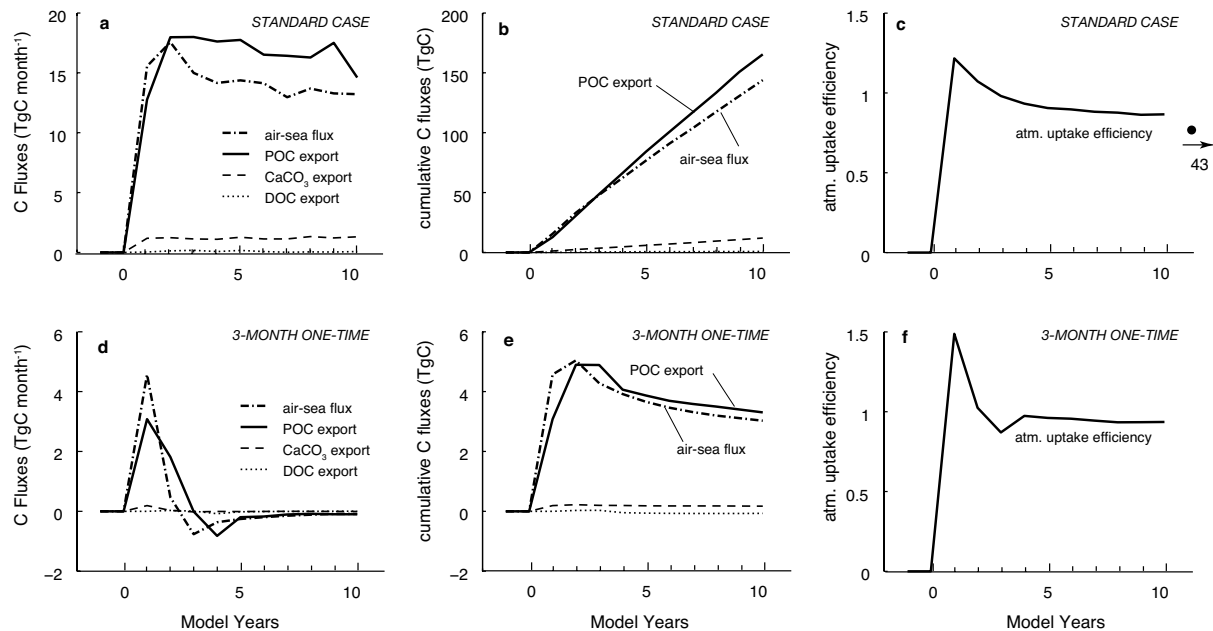 a
STANDARD CASE
C Fluxes (TgC month⁻¹)
20
15
10
5
0
air-sea flux
POC export
CaCO₃ export
DOC export
0
5
10
b
STANDARD CASE
cumulative C fluxes (TgC)
200
150
100
50
0
POC export
air-sea flux
0
5
10
c
STANDARD CASE
atm. uptake efficiency
1.5
1
0.5
0
atm. uptake efficiency
43
0
5
10
d
3-MONTH ONE-TIME
C Fluxes (TgC month⁻¹)
6
4
2
0
−2
air-sea flux
POC export
CaCO₃ export
DOC export
0
5
10
Model Years
e
3-MONTH ONE-TIME
cumulative C fluxes (TgC)
6
4
2
0
−2
POC export
air-sea flux
0
5
10
Model Years
f
3-MONTH ONE-TIME
atm. uptake efficiency
1.5
1
0.5
0
atm. uptake efficiency
0
5
10
Model Years